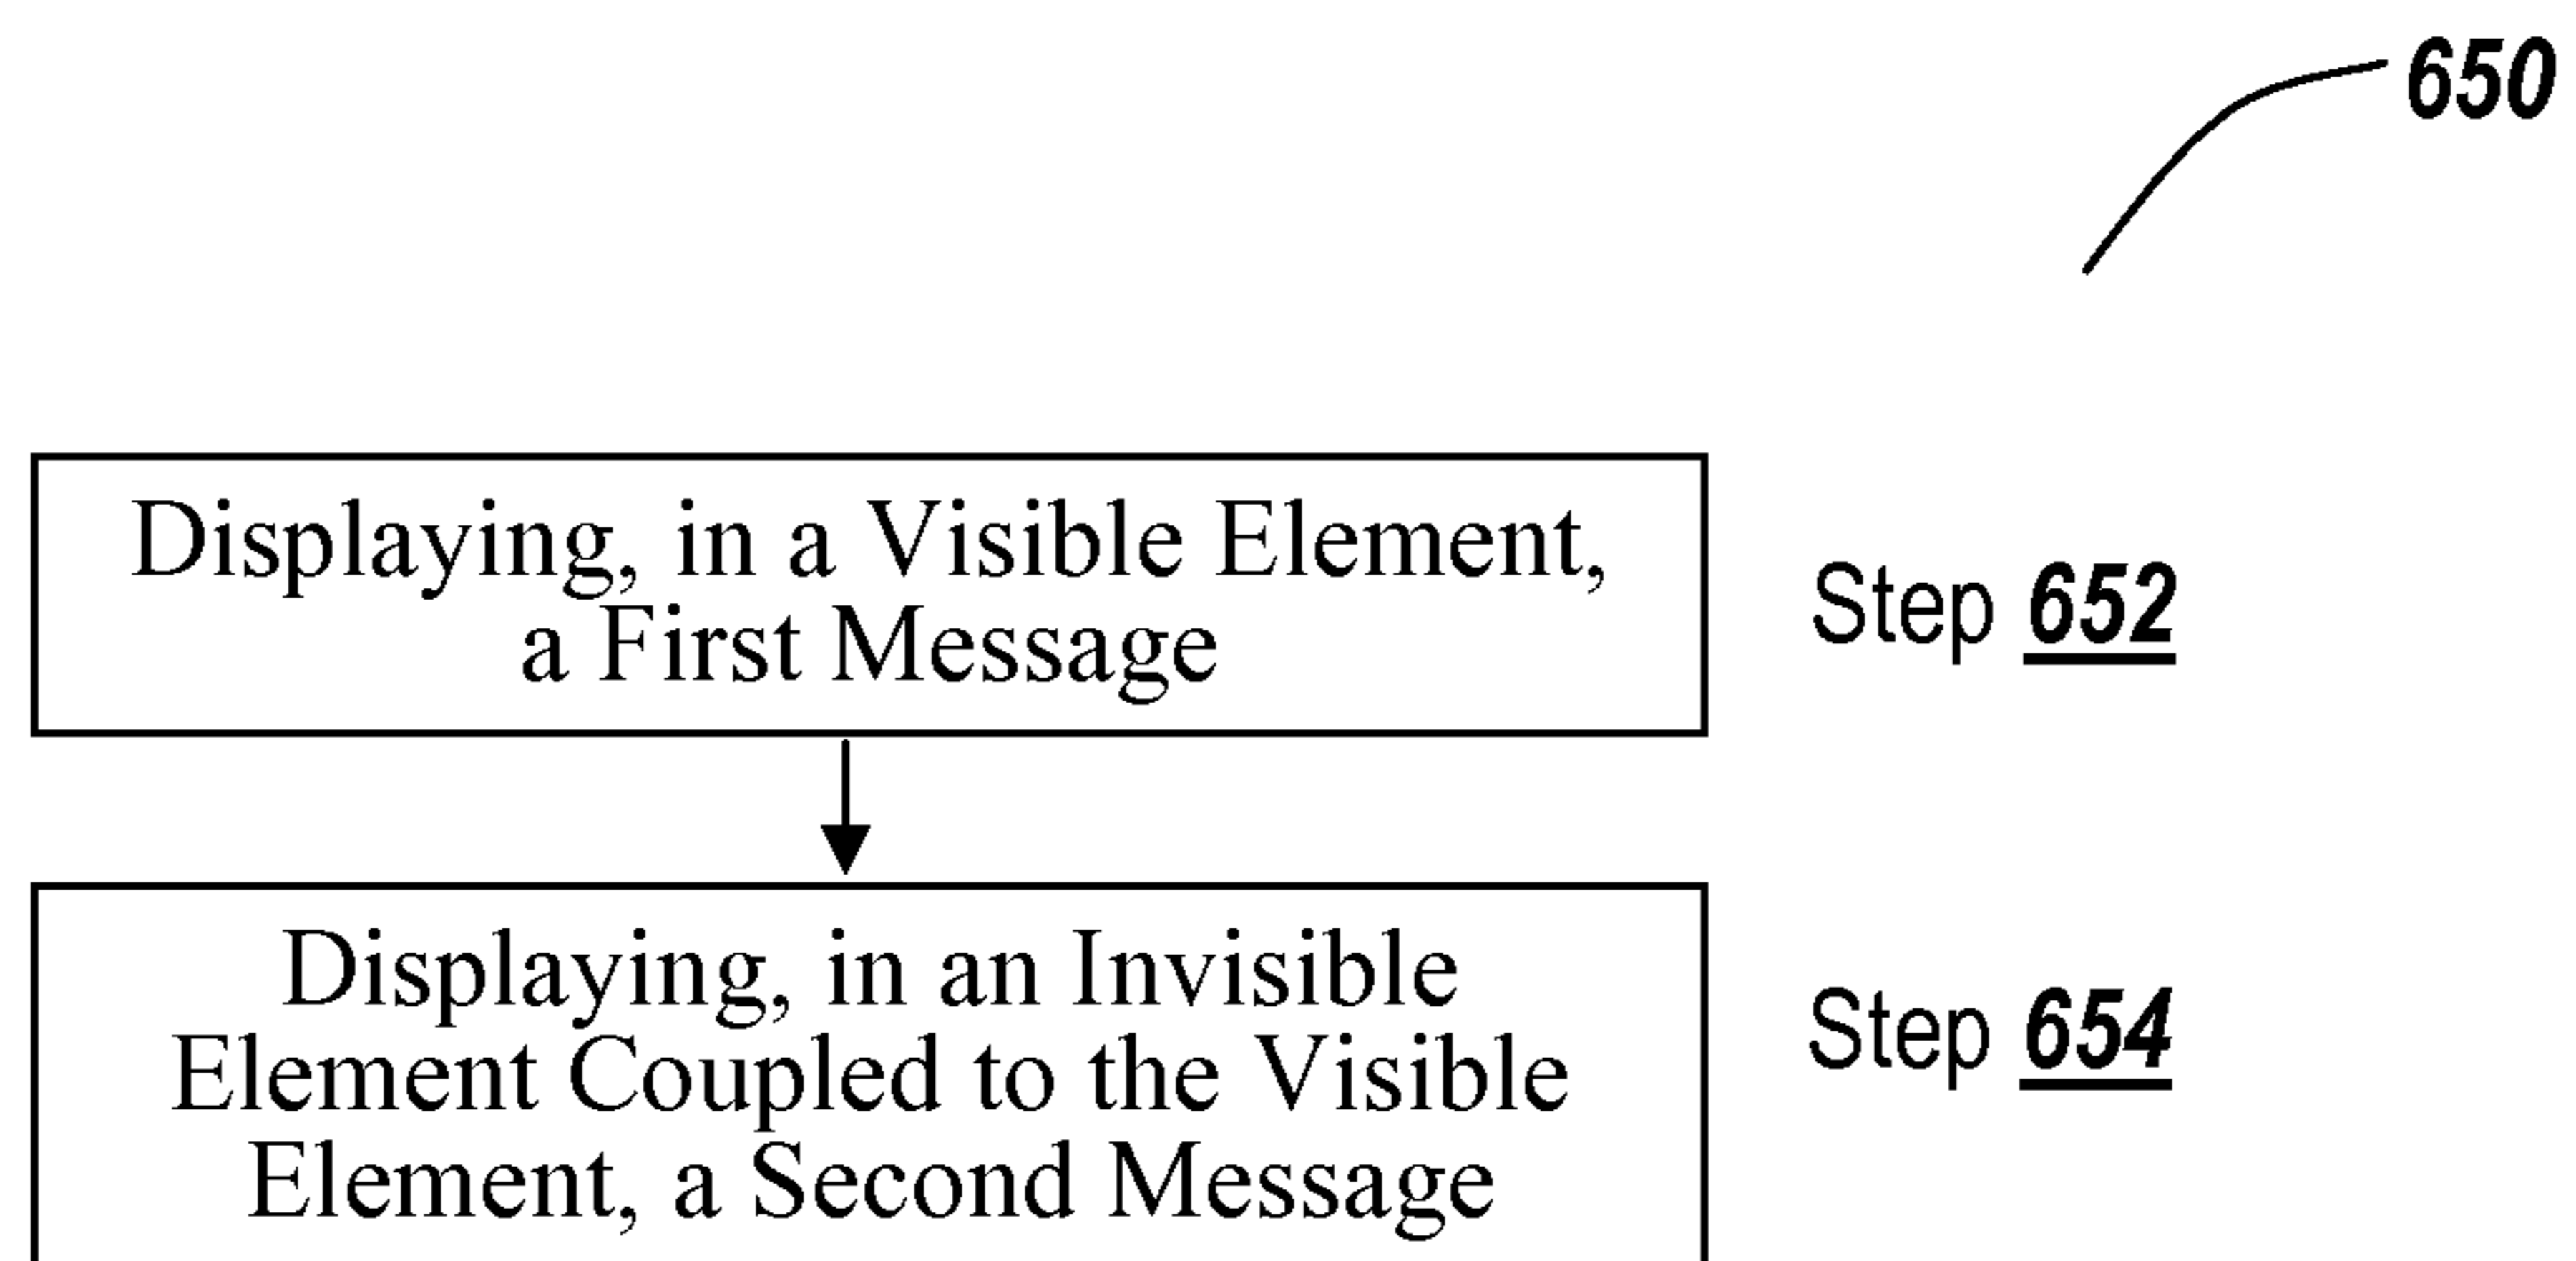 650
Displaying, in a Visible Element,
a First Message
Step 652
Displaying, in an Invisible
Element Coupled to the Visible
Element, a Second Message
Step 654